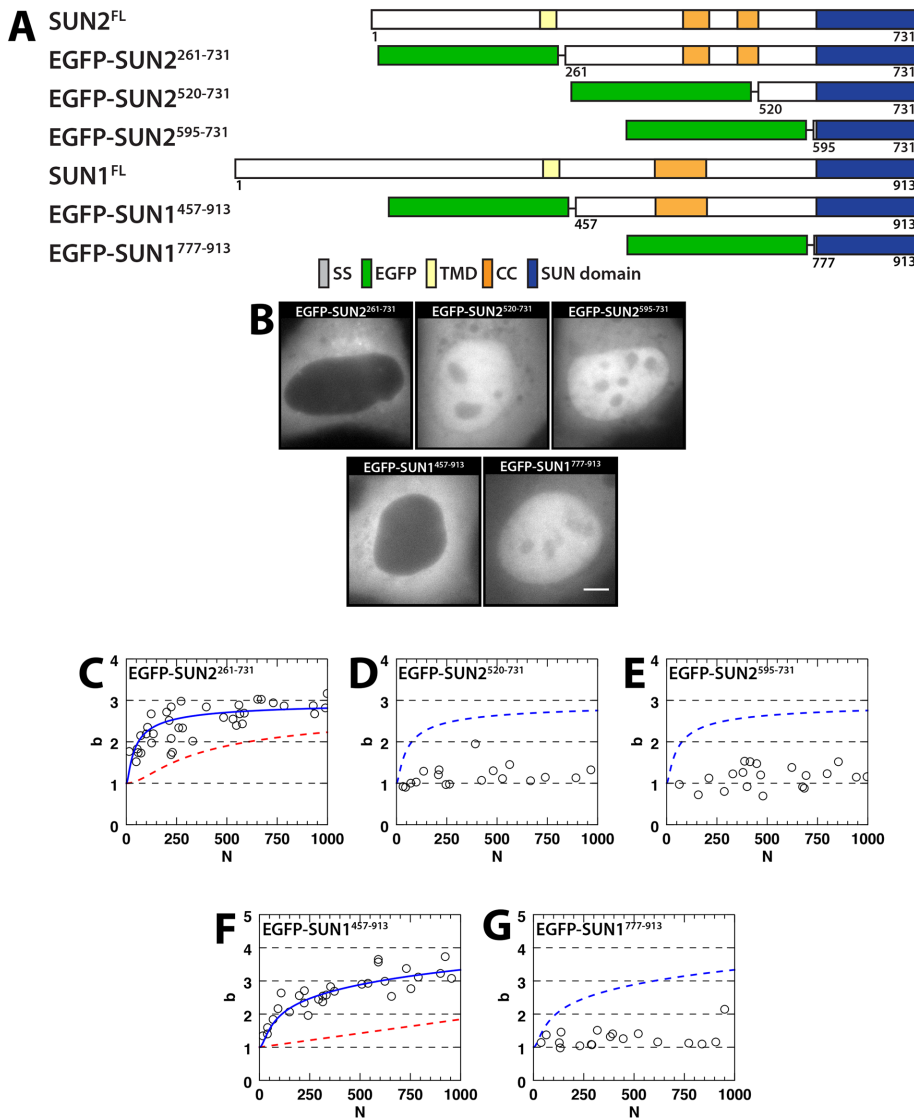 A
SUN2FL
1 731
EGFP-SUN2261-731
261 731
EGFP-SUN2520-731
520 731
EGFP-SUN2595-731
595 731
SUN1FL
1 913
EGFP-SUN1457-913
457 913
EGFP-SUN1777-913
777 913
SS EGFP TMD CC SUN domain
B
EGFP-SUN2261-731 EGFP-SUN2520-731 EGFP-SUN2595-731
EGFP-SUN1457-913 EGFP-SUN1777-913
C
EGFP-SUN2261-731
4
3
2
1
0
b
0 250 500 750 1000
N
D
EGFP-SUN2520-731
4
3
2
1
0
b
0 250 500 750 1000
N
E
EGFP-SUN2595-731
4
3
2
1
0
b
0 250 500 750 1000
N
F
EGFP-SUN1457-913
5
4
3
2
1
0
b
0 250 500 750 1000
N
G
EGFP-SUN1777-913
5
4
3
2
1
0
b
0 250 500 750 1000
N